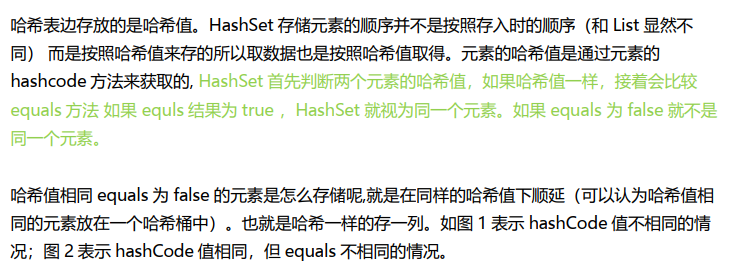 哈希表边存放的是哈希值。HashSet 存储元素的顺序并不是按照存入时的顺序（和 List 显然不
同） 而是按照哈希值来存的所以取数据也是按照哈希值取得。元素的哈希值是通过元素的
hashcode 方法来获取的, HashSet 首先判断两个元素的哈希值，如果哈希值一样，接着会比较
equals 方法 如果 equls 结果为 true ，HashSet 就视为同一个元素。如果 equals 为 false 就不是
同一个元素。
哈希值相同 equals 为 false 的元素是怎么存储呢,就是在同样的哈希值下顺延（可以认为哈希值相
同的元素放在一个哈希桶中）。也就是哈希一样的存一列。如图 1 表示 hashCode 值不相同的情
况；图 2 表示 hashCode 值相同，但 equals 不相同的情况。